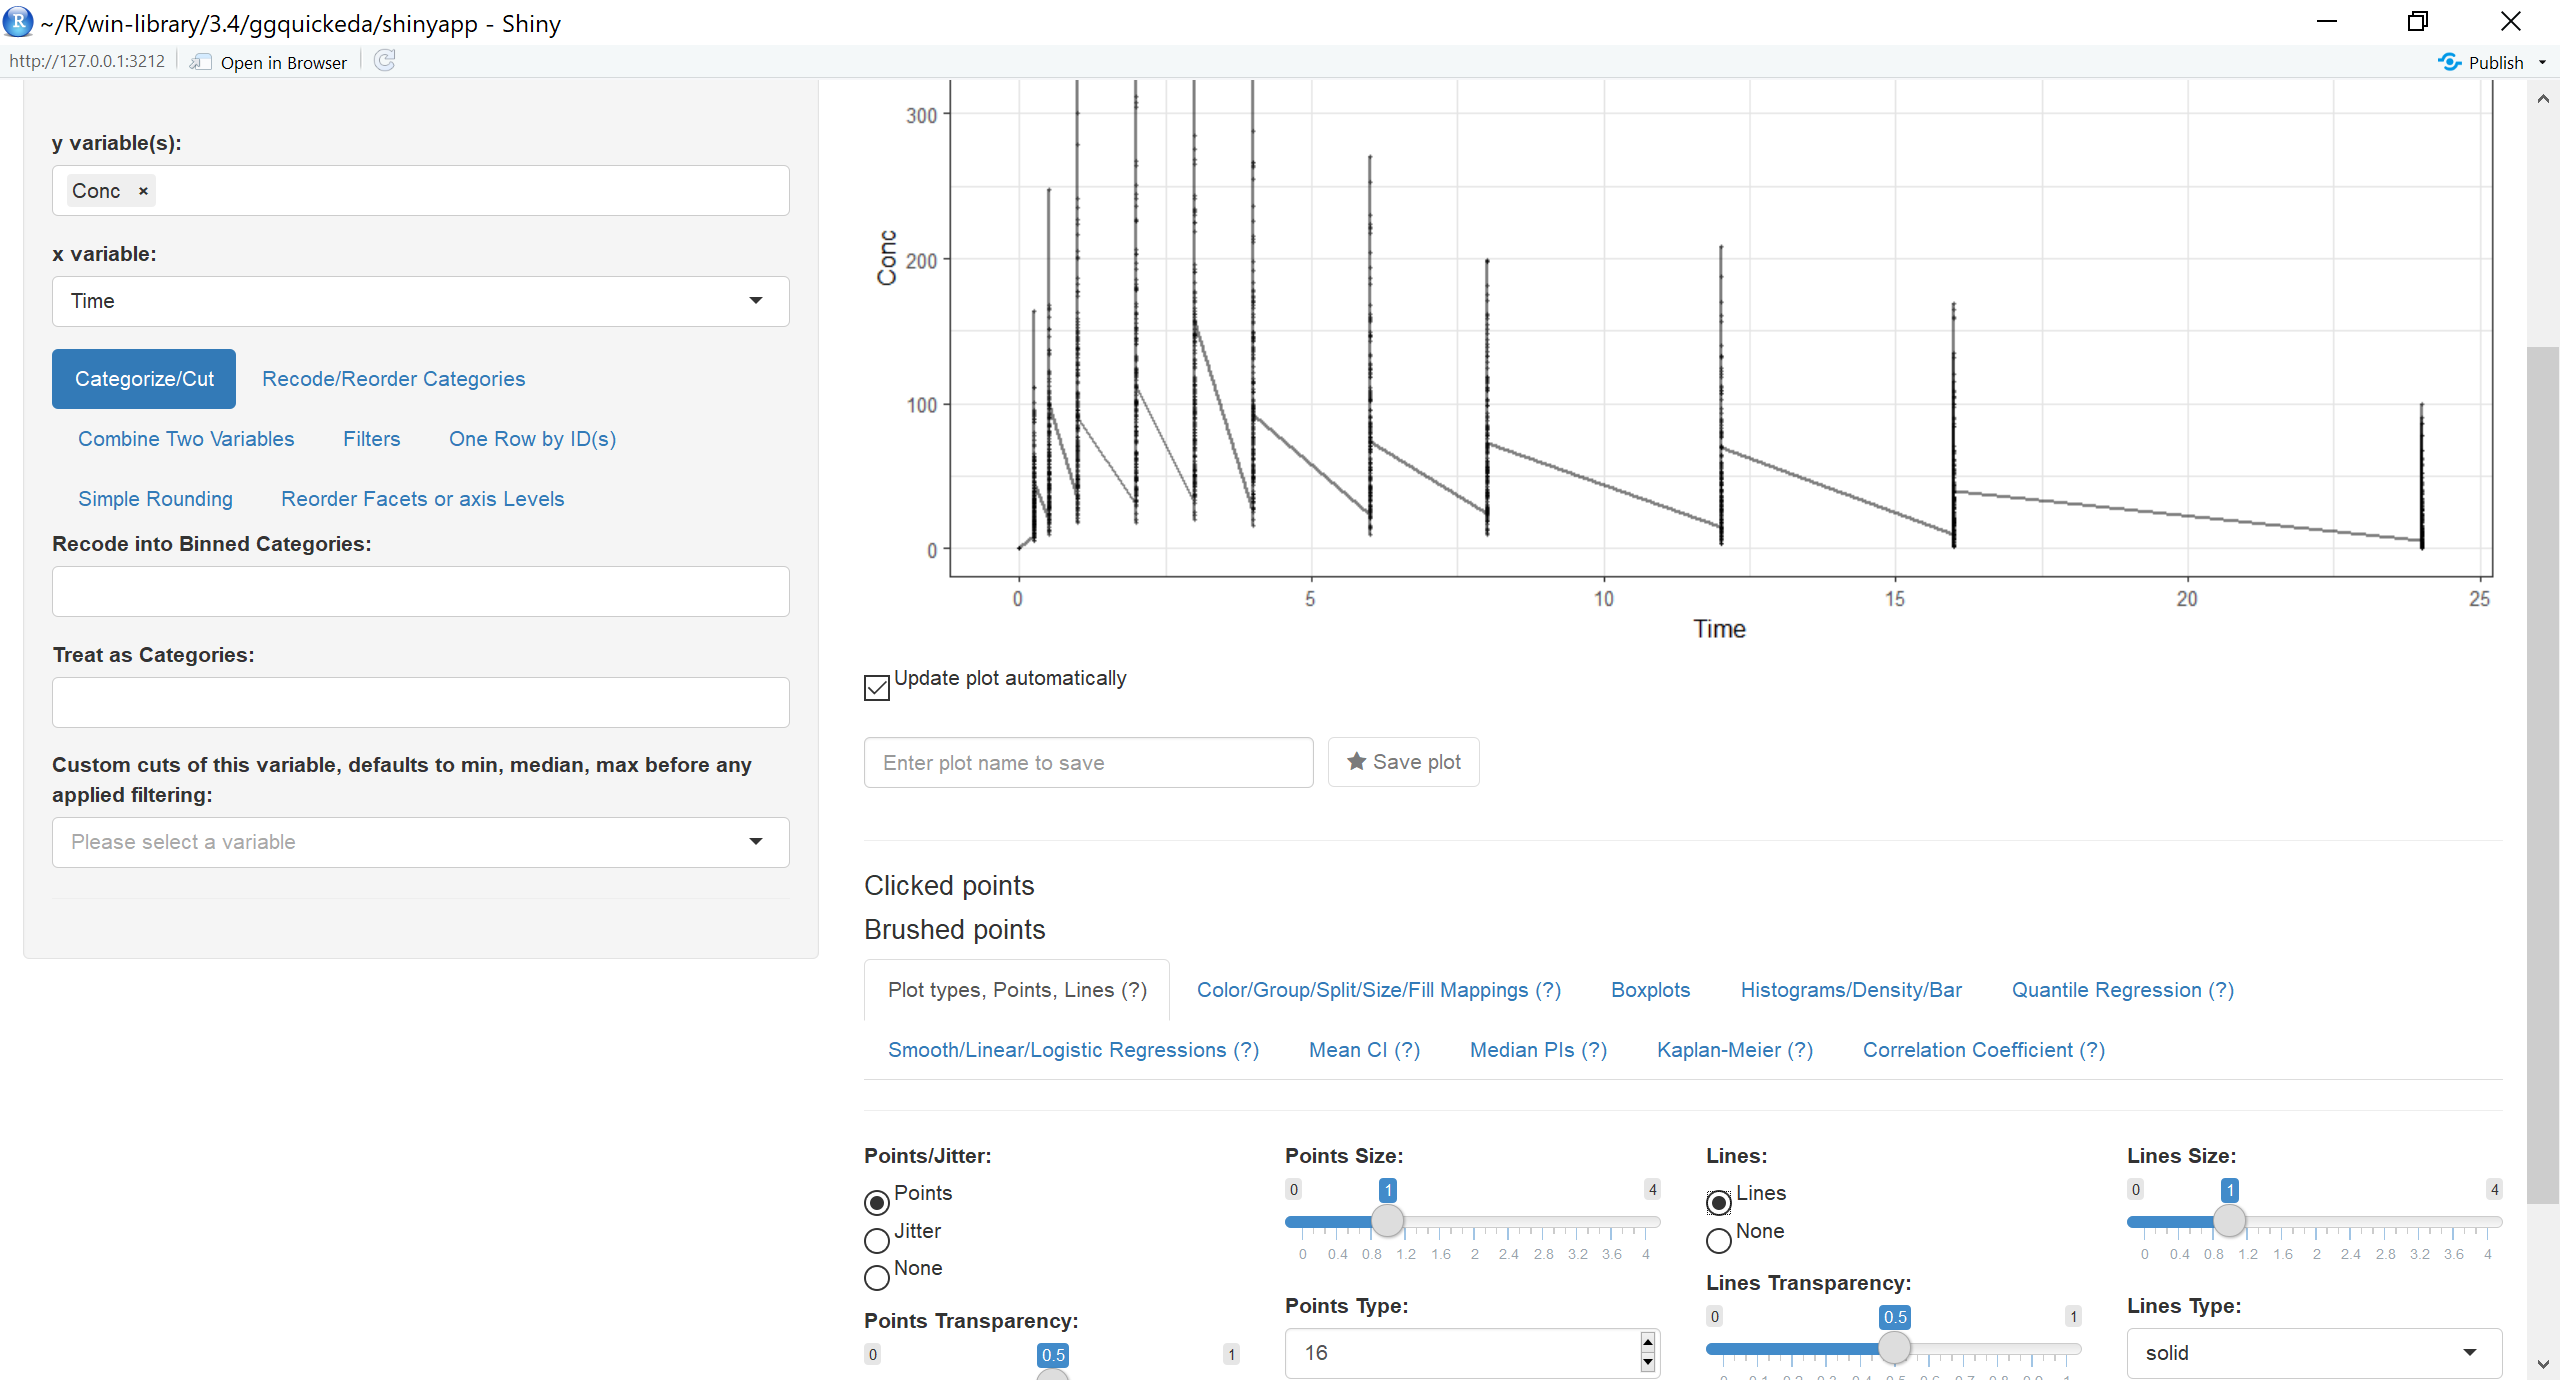 ~/R/win-library/3.4/ggquickeda/shinyapp - Shiny
http://127.0.0.1:3212 Open in Browser Publish
y variable(s):
Conc ×
x variable:
Time
Categorize/Cut Recode/Reorder Categories
Combine Two Variables Filters One Row by ID(s)
Simple Rounding Reorder Facets or axis Levels
Recode into Binned Categories:
Treat as Categories:
Custom cuts of this variable, defaults to min, median, max before any
applied filtering:
Please select a variable
300
200
100
0
Conc
0 5 10 15 20 25
Time
Update plot automatically
Enter plot name to save Save plot
Clicked points
Brushed points
Plot types, Points, Lines (?) Color/Group/Split/Size/Fill Mappings (?) Boxplots Histograms/Density/Bar Quantile Regression (?)
Smooth/Linear/Logistic Regressions (?) Mean CI (?) Median PIs (?) Kaplan-Meier (?) Correlation Coefficient (?)
Points/Jitter:
Points
Jitter
None
Points Transparency:
0 0.5 1
Points Size:
0 1 4
0 0.4 0.8 1.2 1.6 2 2.4 2.8 3.2 3.6 4
Points Type:
16
Lines:
Lines
None
Lines Transparency:
0 0.5 1
Lines Size:
0 1 4
0 0.4 0.8 1.2 1.6 2 2.4 2.8 3.2 3.6 4
Lines Type:
solid